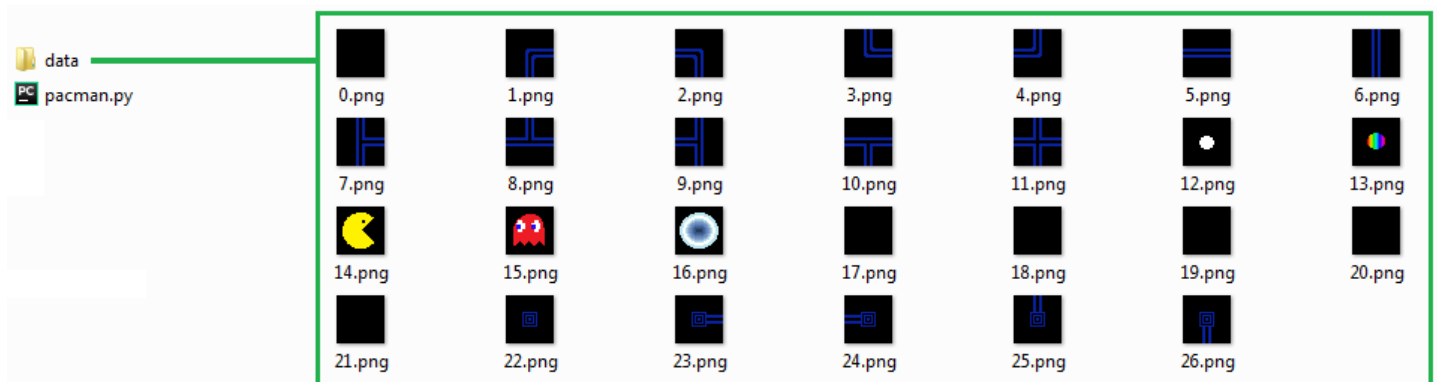 data
PC pacman.py
0.png 1.png 2.png 3.png 4.png 5.png 6.png
7.png 8.png 9.png 10.png 11.png 12.png 13.png
14.png 15.png 16.png 17.png 18.png 19.png 20.png
21.png 22.png 23.png 24.png 25.png 26.png